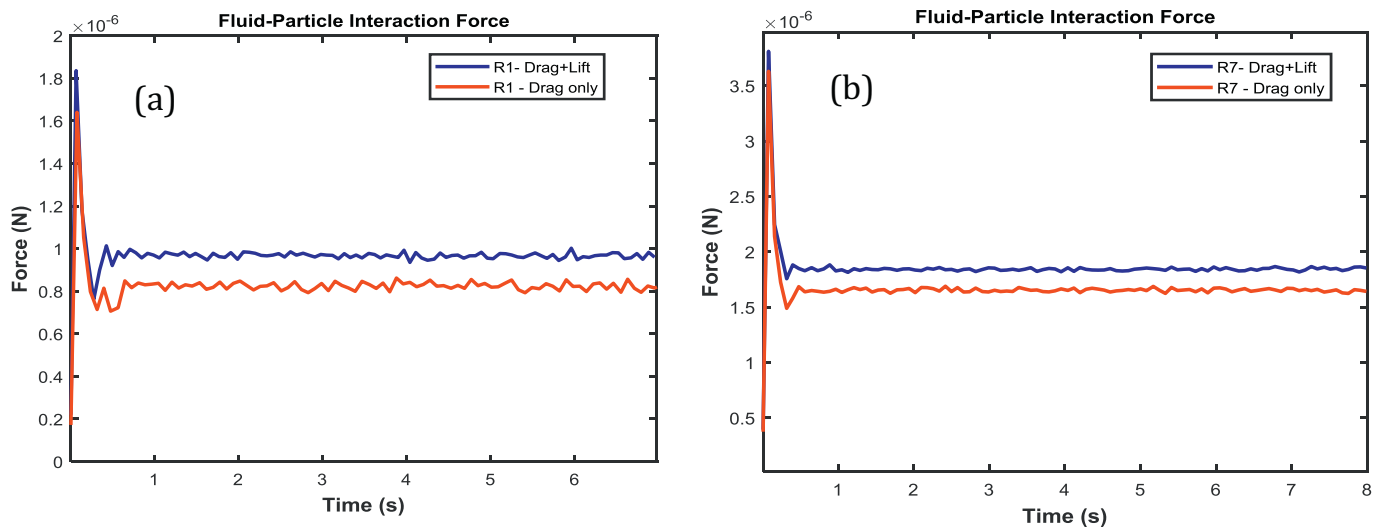 Fluid-Particle Interaction Force
×10⁻⁶
2
1.8
1.6
1.4
1.2
1
0.8
0.6
0.4
0.2
0
Force (N)
(a)
R1- Drag+Lift
R1 - Drag only
1 2 3 4 5 6
Time (s)
Fluid-Particle Interaction Force
×10⁻⁶
3.5
3
2.5
2
1.5
1
0.5
Force (N)
(b)
R7- Drag+Lift
R7 - Drag only
1 2 3 4 5 6 7 8
Time (s)